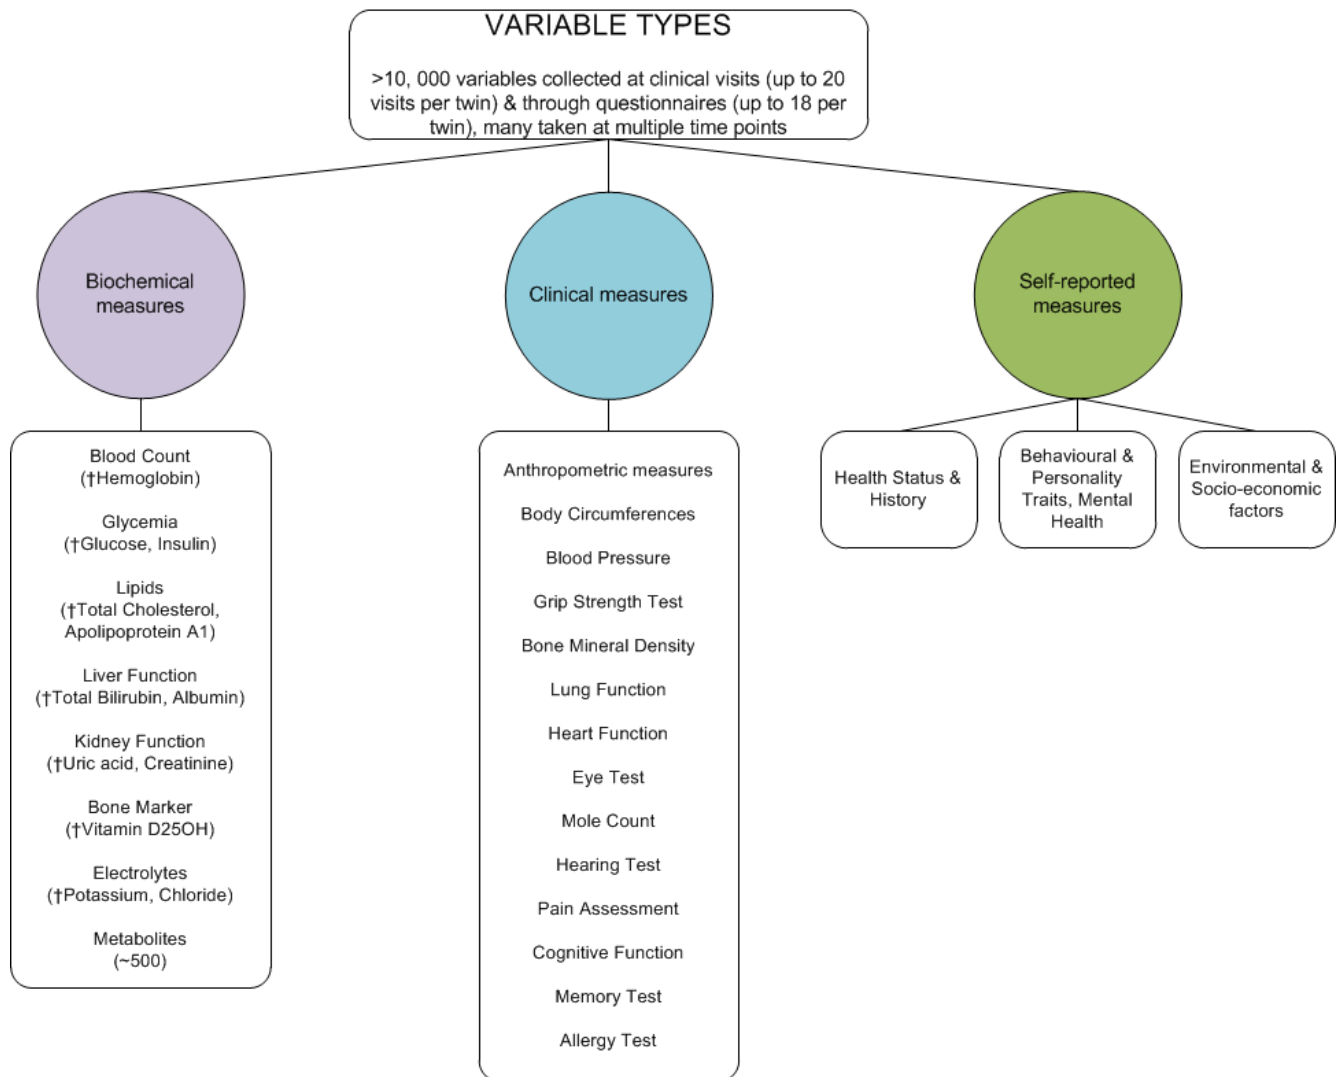 VARIABLE TYPES
>10, 000 variables collected at clinical visits (up to 20
visits per twin) & through questionnaires (up to 18 per
twin), many taken at multiple time points
Biochemical
measures
Clinical measures
Self-reported
measures
Blood Count
(†Hemoglobin)
Glycemia
(†Glucose, Insulin)
Lipids
(†Total Cholesterol,
Apolipoprotein A1)
Liver Function
(†Total Bilirubin, Albumin)
Kidney Function
(†Uric acid, Creatinine)
Bone Marker
(†Vitamin D25OH)
Electrolytes
(†Potassium, Chloride)
Metabolites
(~500)
Anthropometric measures
Body Circumferences
Blood Pressure
Grip Strength Test
Bone Mineral Density
Lung Function
Heart Function
Eye Test
Mole Count
Hearing Test
Pain Assessment
Cognitive Function
Memory Test
Allergy Test
Health Status &
History
Behavioural &
Personality
Traits, Mental
Health
Environmental &
Socio-economic
factors